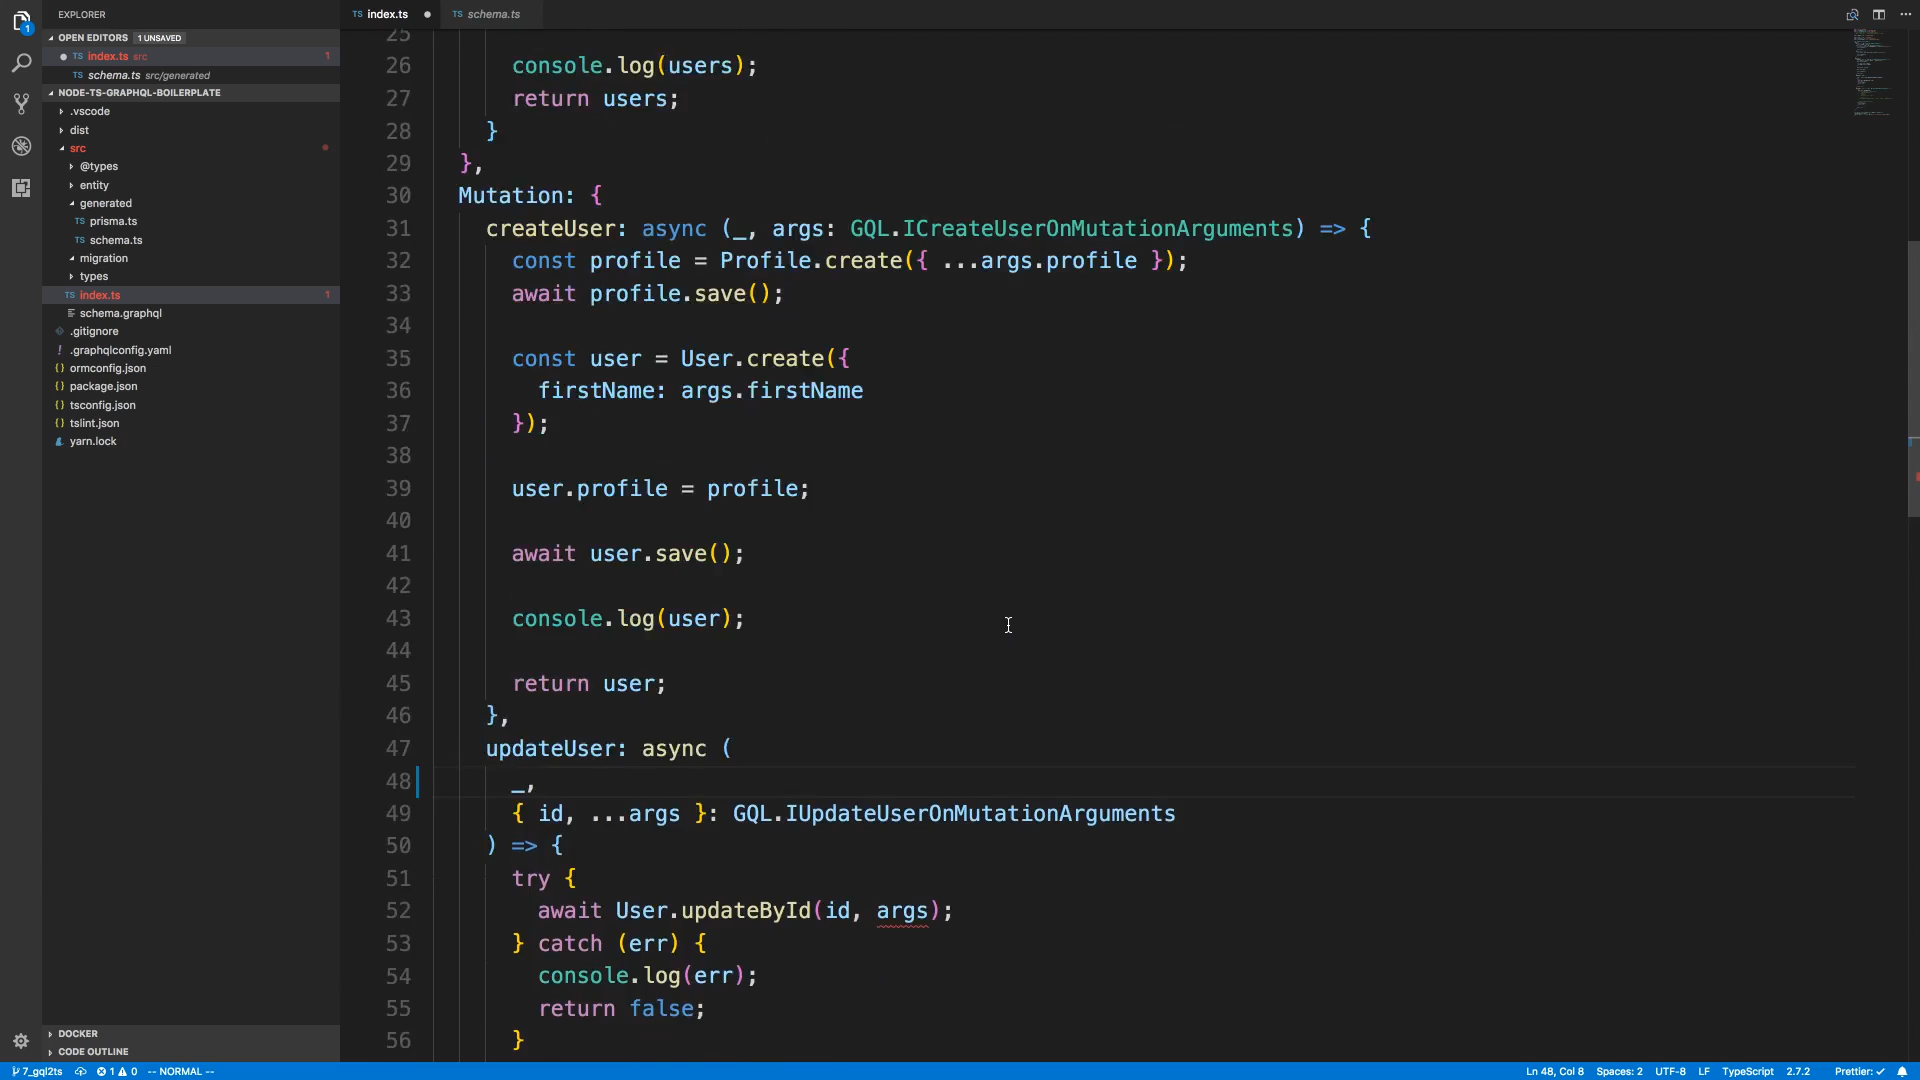 EXPLORER
OPEN EDITORS 1 UNSAVED
TS index.ts src 1
TS schema.ts src/generated
NODE-TS-GRAPHQL-BOILERPLATE
.vscode
dist
src
@types
entity
generated
TS prisma.ts
TS schema.ts
migration
types
TS index.ts 1
schema.graphql
.gitignore
! .graphqlconfig.yaml
{} ormconfig.json
{} package.json
{} tsconfig.json
{} tslint.json
yarn.lock
DOCKER
CODE OUTLINE
TS index.ts
TS schema.ts
25
26 console.log(users);
27 return users;
28 }
29 },
30 Mutation: {
31 createUser: async (_, args: GQL.ICreateUserOnMutationArguments) => {
32 const profile = Profile.create({ ...args.profile });
33 await profile.save();
34
35 const user = User.create({
36 firstName: args.firstName
37 });
38
39 user.profile = profile;
40
41 await user.save();
42
43 console.log(user);
44
45 return user;
46 },
47 updateUser: async (
48 _,
49 { id, ...args }: GQL.IUpdateUserOnMutationArguments
50 ) => {
51 try {
52 await User.updateById(id, args);
53 } catch (err) {
54 console.log(err);
55 return false;
56 }
7_gql2ts 1 0 -- NORMAL -- Ln 48, Col 8 Spaces: 2 UTF-8 LF TypeScript 2.7.2 Prettier: ✓